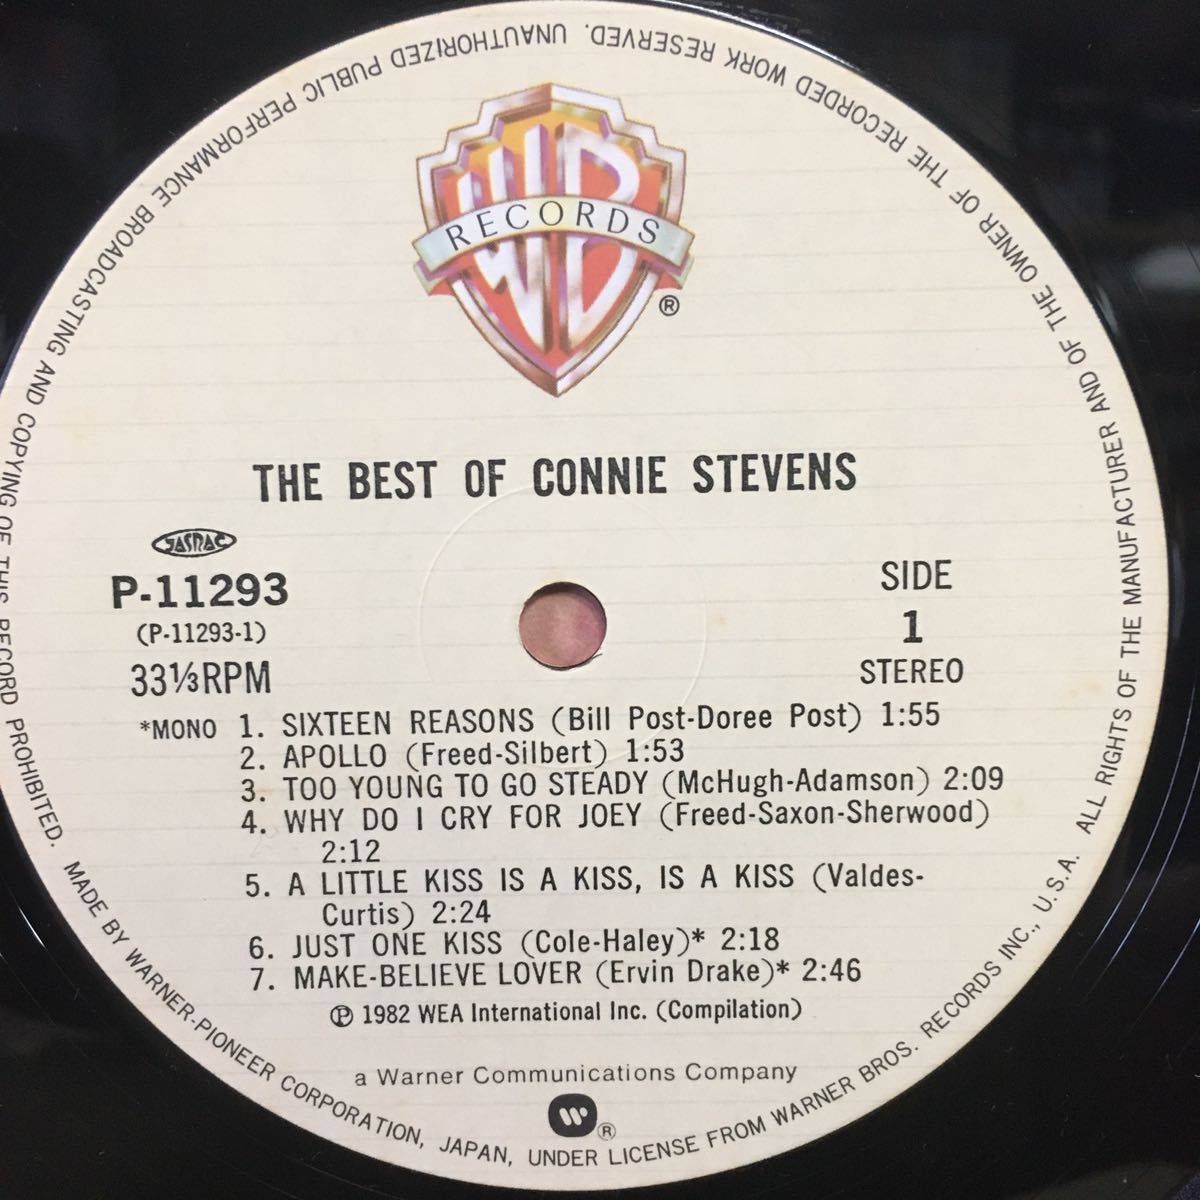 WB
RECORDS
®
THE BEST OF CONNIE STEVENS
JASRAC
P-11293
(P-11293-1)
33⅓RPM
SIDE
1
STEREO
*MONO 1. SIXTEEN REASONS (Bill Post-Doree Post) 1:55
2. APOLLO (Freed-Silbert) 1:53
3. TOO YOUNG TO GO STEADY (McHugh-Adamson) 2:09
4. WHY DO I CRY FOR JOEY (Freed-Saxon-Sherwood)
2:12
5. A LITTLE KISS IS A KISS, IS A KISS (Valdes-
Curtis) 2:24
6. JUST ONE KISS (Cole-Haley)* 2:18
7. MAKE-BELIEVE LOVER (Ervin Drake)* 2:46
Ⓟ 1982 WEA International Inc. (Compilation)
a Warner Communications Company
®
MADE BY WARNER-PIONEER CORPORATION, JAPAN, UNDER LICENSE FROM WARNER BROS. RECORDS INC., U.S.A. ALL RIGHTS OF THE MANUFACTURER AND OF THE OWNER OF THE RECORDED WORK RESERVED. UNAUTHORIZED PUBLIC PERFORMANCE BROADCASTING AND COPYING OF THIS RECORD PROHIBITED.